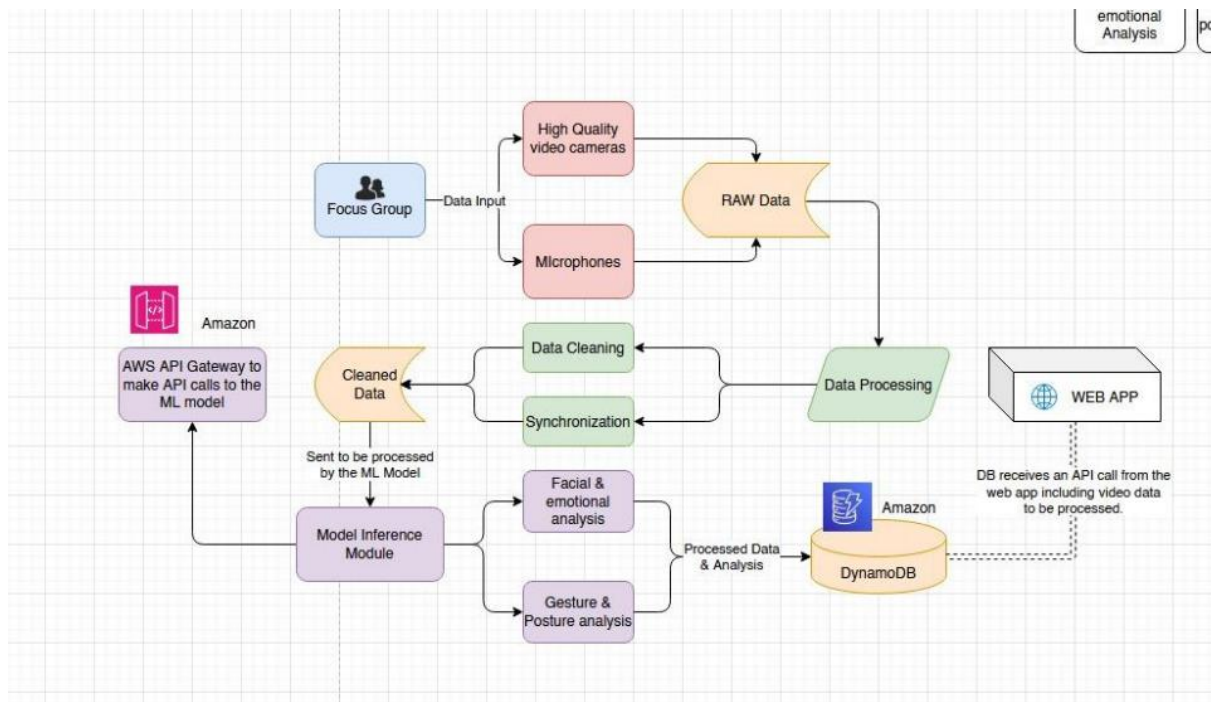 emotional
Analysis
High Quality
video cameras
Focus Group
Data Input
RAW Data
MIcrophones
Amazon
AWS API Gateway to
make API calls to the
ML model
Cleaned
Data
Data Cleaning
Synchronization
Data Processing
WEB APP
Sent to be processed
by the ML Model
Model Inference
Module
Facial &
emotional
analysis
Gesture &
Posture analysis
Processed Data
& Analysis
Amazon
DynamoDB
DB receives an API call from the
web app including video data
to be processed.